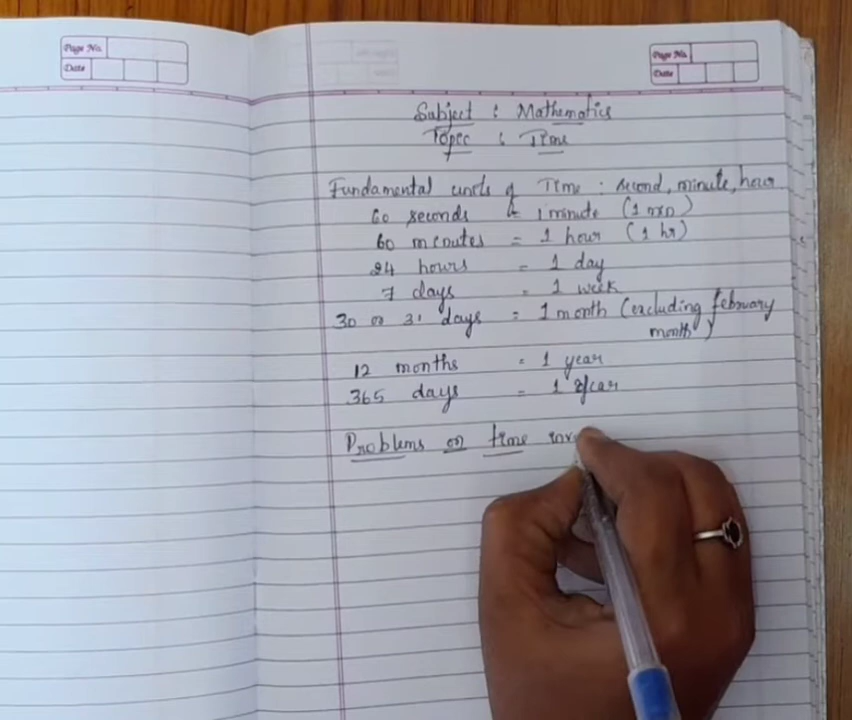 Page No.
Date
Page No.
Date
Subject : Mathematics
Topic : Time
Fundamental units of Time : second, minute, hour
60 seconds = 1 minute (1 min)
60 minutes = 1 hour (1 hr)
24 hours = 1 day
7 days = 1 week
30 or 31 days = 1 month (excluding february
month)
12 months = 1 year
365 days = 1 year
Problems on time